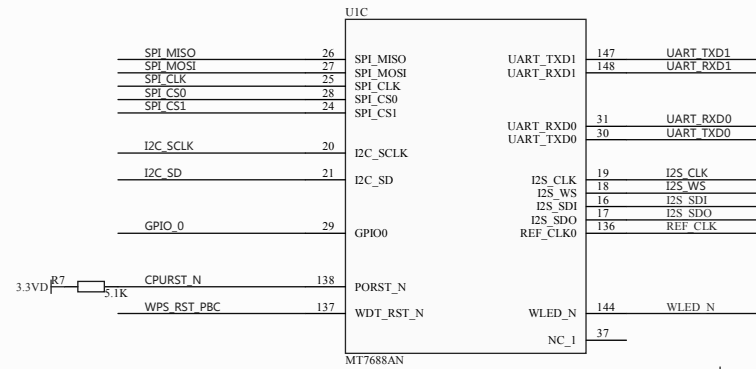 U1C
SPI_MISO 26 SPI_MISO UART_TXD1 147 UART_TXD1
SPI_MOSI 27 SPI_MOSI UART_RXD1 148 UART_RXD1
SPI_CLK 25 SPI_CLK
SPI_CS0 28 SPI_CS0
SPI_CS1 24 SPI_CS1
UART_RXD0 31 UART_RXD0
UART_TXD0 30 UART_TXD0
I2C_SCLK 20 I2C_SCLK
I2C_SD 21 I2C_SD I2S_CLK 19 I2S_CLK
I2S_WS 18 I2S_WS
I2S_SDI 16 I2S_SDI
I2S_SDO 17 I2S_SDO
GPIO_0 29 GPIO0 REF_CLK0 136 REF_CLK
3.3VD R7 5.1K CPURST_N 138 PORST_N
WPS_RST_PBC 137 WDT_RST_N WLED_N 144 WLED_N
NC_1 37
MT7688AN